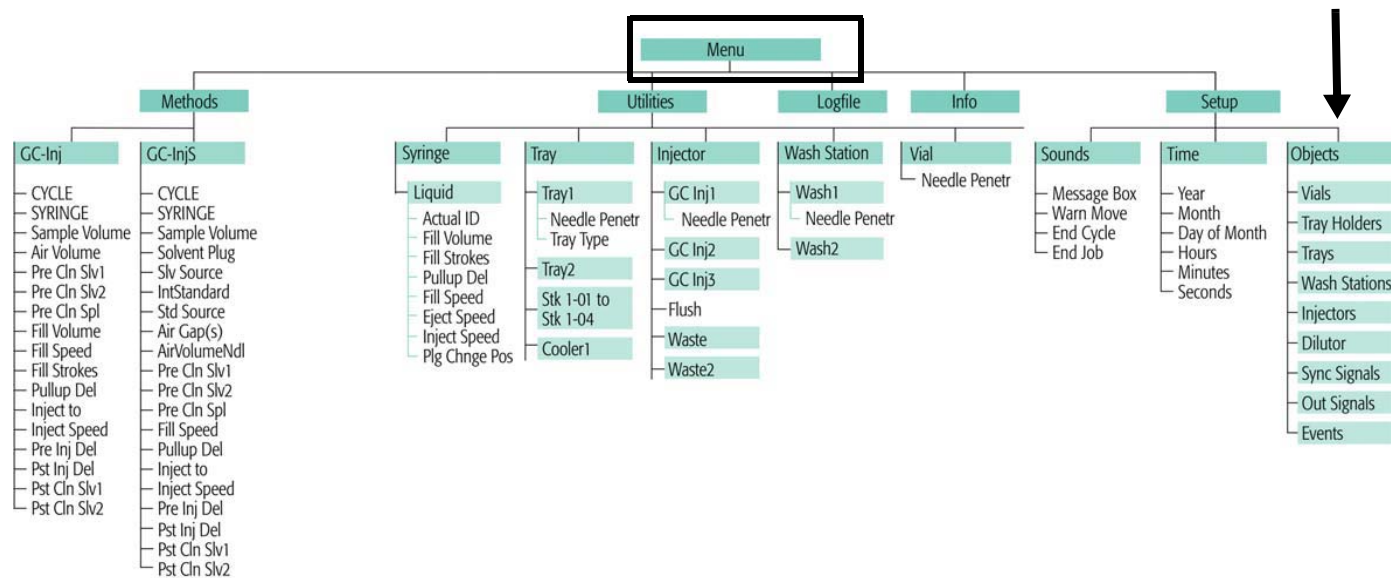 Menu
Methods
Utilities
Logfile
Info
Setup
GC-Inj
CYCLE
SYRINGE
Sample Volume
Air Volume
Pre Cln Slv1
Pre Cln Slv2
Pre Cln Spl
Fill Volume
Fill Speed
Fill Strokes
Pullup Del
Inject to
Inject Speed
Pre Inj Del
Pst Inj Del
Pst Cln Slv1
Pst Cln Slv2
GC-InjS
CYCLE
SYRINGE
Sample Volume
Solvent Plug
Slv Source
IntStandard
Std Source
Air Gap(s)
AirVolumeNdl
Pre Cln Slv1
Pre Cln Slv2
Pre Cln Spl
Fill Speed
Pullup Del
Inject to
Inject Speed
Pre Inj Del
Pst Inj Del
Pst Cln Slv1
Pst Cln Slv2
Syringe
Liquid
Actual ID
Fill Volume
Fill Strokes
Pullup Del
Fill Speed
Eject Speed
Inject Speed
Plg Chnge Pos
Tray
Tray1
Needle Penetr
Tray Type
Tray2
Stk 1-01 to
Stk 1-04
Cooler1
Injector
GC Inj1
Needle Penetr
GC Inj2
GC Inj3
Flush
Waste
Waste2
Wash Station
Wash1
Needle Penetr
Wash2
Vial
Needle Penetr
Sounds
Message Box
Warn Move
End Cycle
End Job
Time
Year
Month
Day of Month
Hours
Minutes
Seconds
Objects
Vials
Tray Holders
Trays
Wash Stations
Injectors
Dilutor
Sync Signals
Out Signals
Events